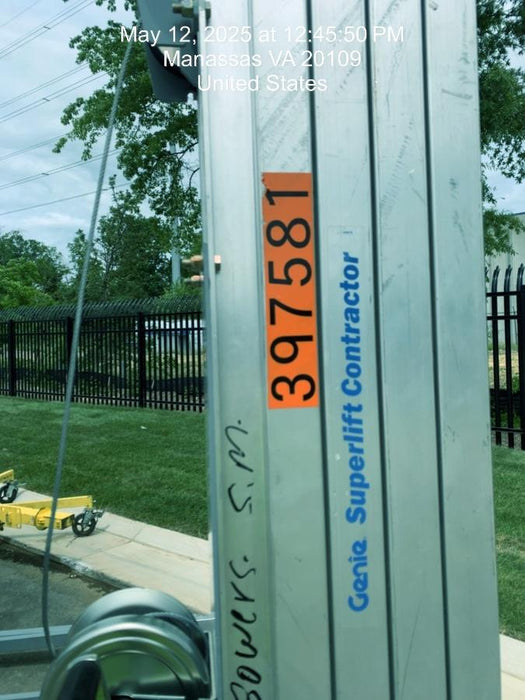 May 12, 2025 at 12:45:50 PM
Manassas VA 20109
United States
397581
Genie Superlift Contractor
Bowers. S.M.